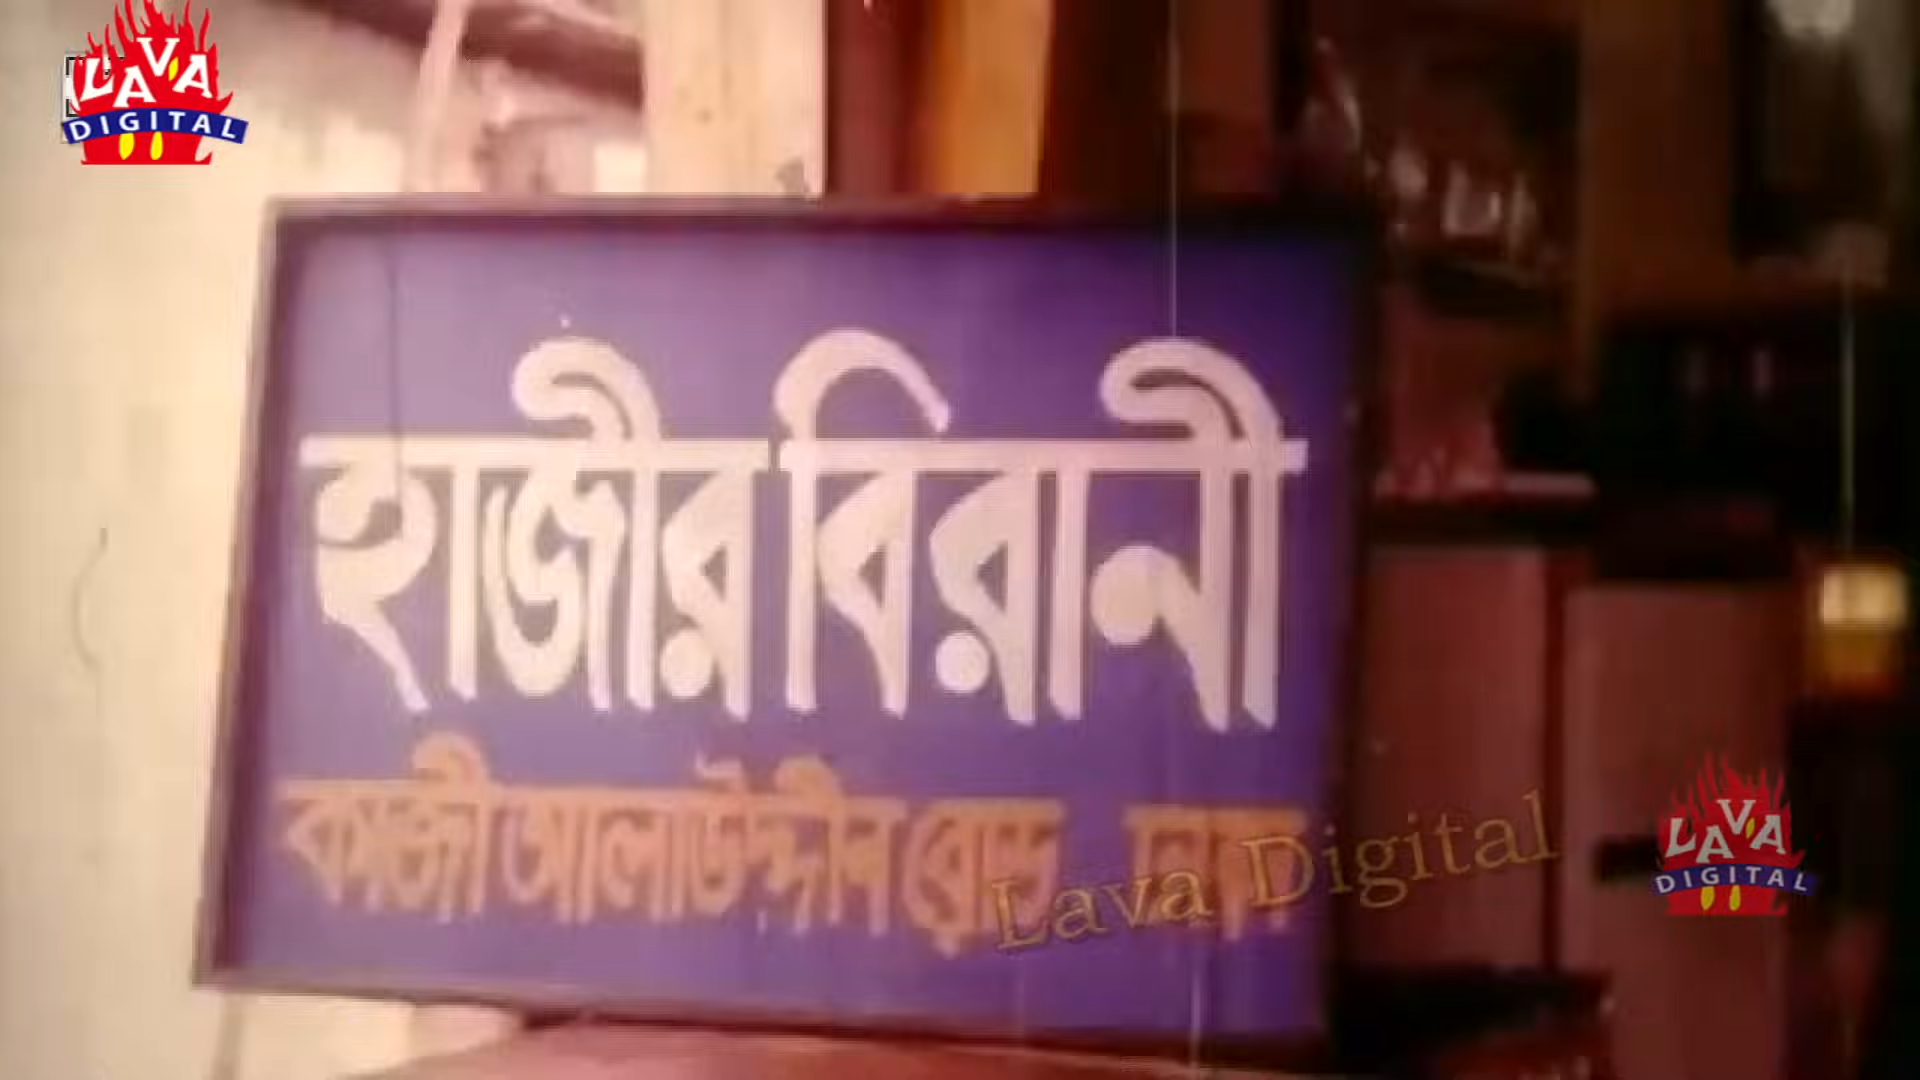 LAVA
DIGITAL
হাজীর বিরানী
কাজী আলাউদ্দীন রোড ঢাকা
Lava Digital
LAVA
DIGITAL